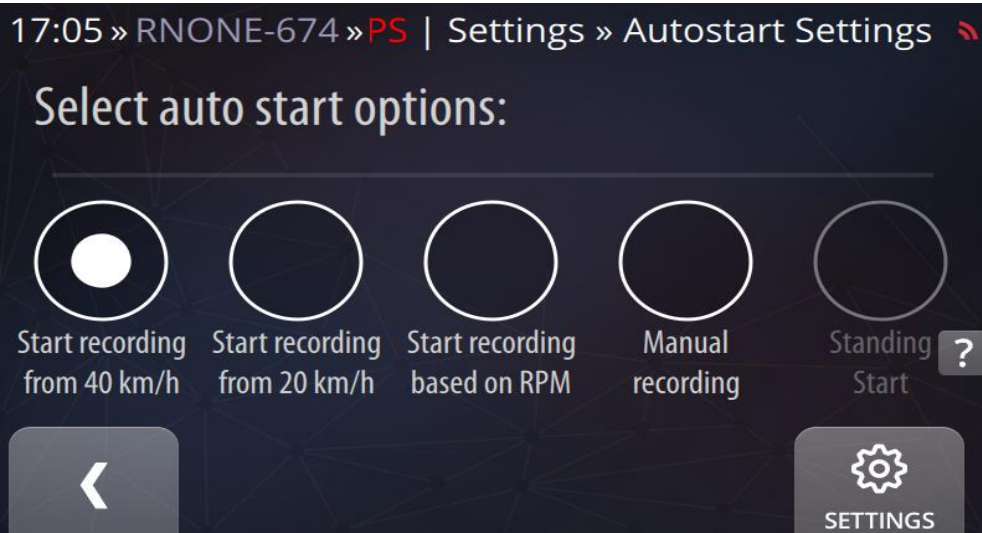 17:05 » RNONE-674 »PS | Settings » Autostart Settings
Select auto start options:
Start recording from 40 km/h
Start recording from 20 km/h
Start recording based on RPM
Manual recording
Standing Start
?
SETTINGS